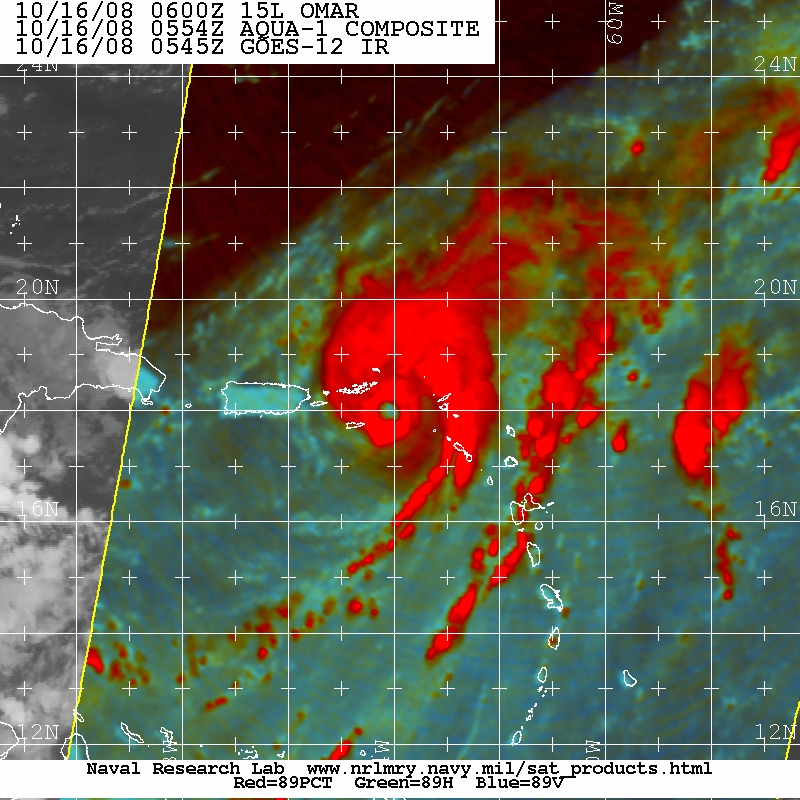 10/16/08 0600Z 15L OMAR
10/16/08 0554Z AQUA-1 COMPOSITE
10/16/08 0545Z GOES-12 IR
60W
24N 24N
20N 20N
16N 16N
12N 12N
Naval Research Lab www.nrlmry.navy.mil/sat_products.html
Red=89PCT Green=89H Blue=89V